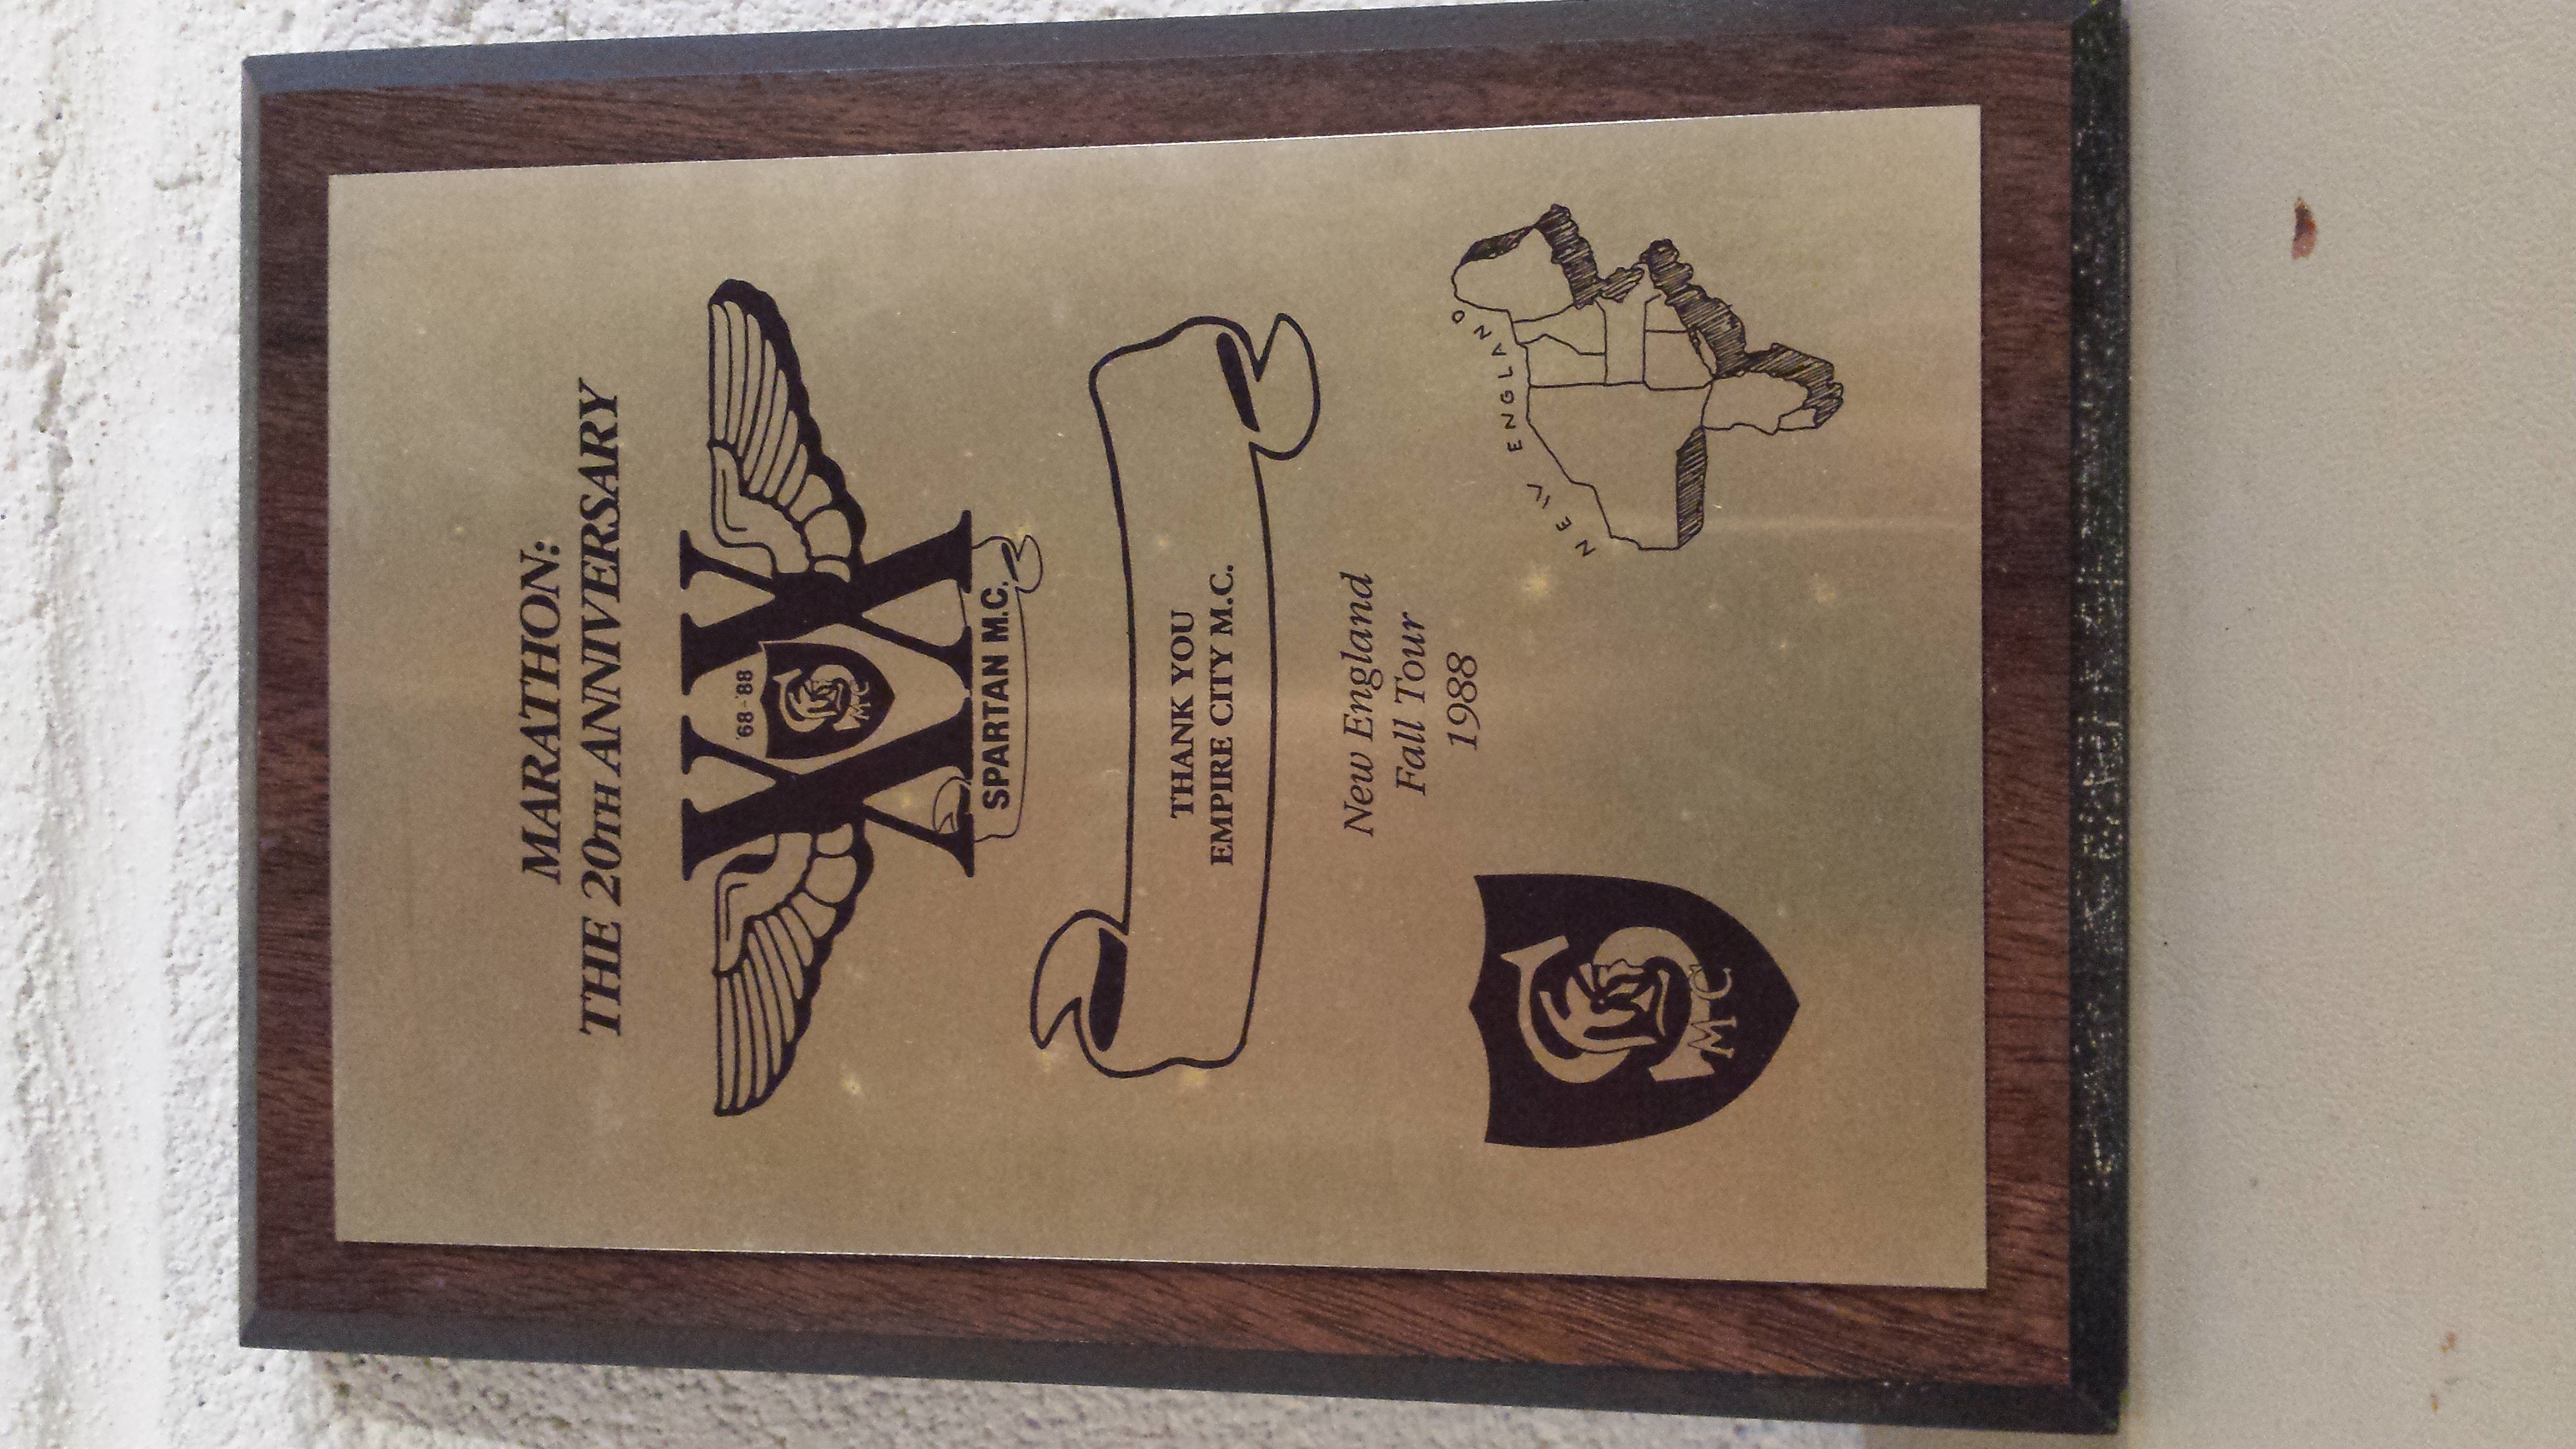 MARATHON:
THE 20TH ANNIVERSARY
XX
'68-'88
MC
SPARTAN M.C.
THANK YOU
EMPIRE CITY M.C.
New England
Fall Tour
1988
NEW ENGLAND
S
MC